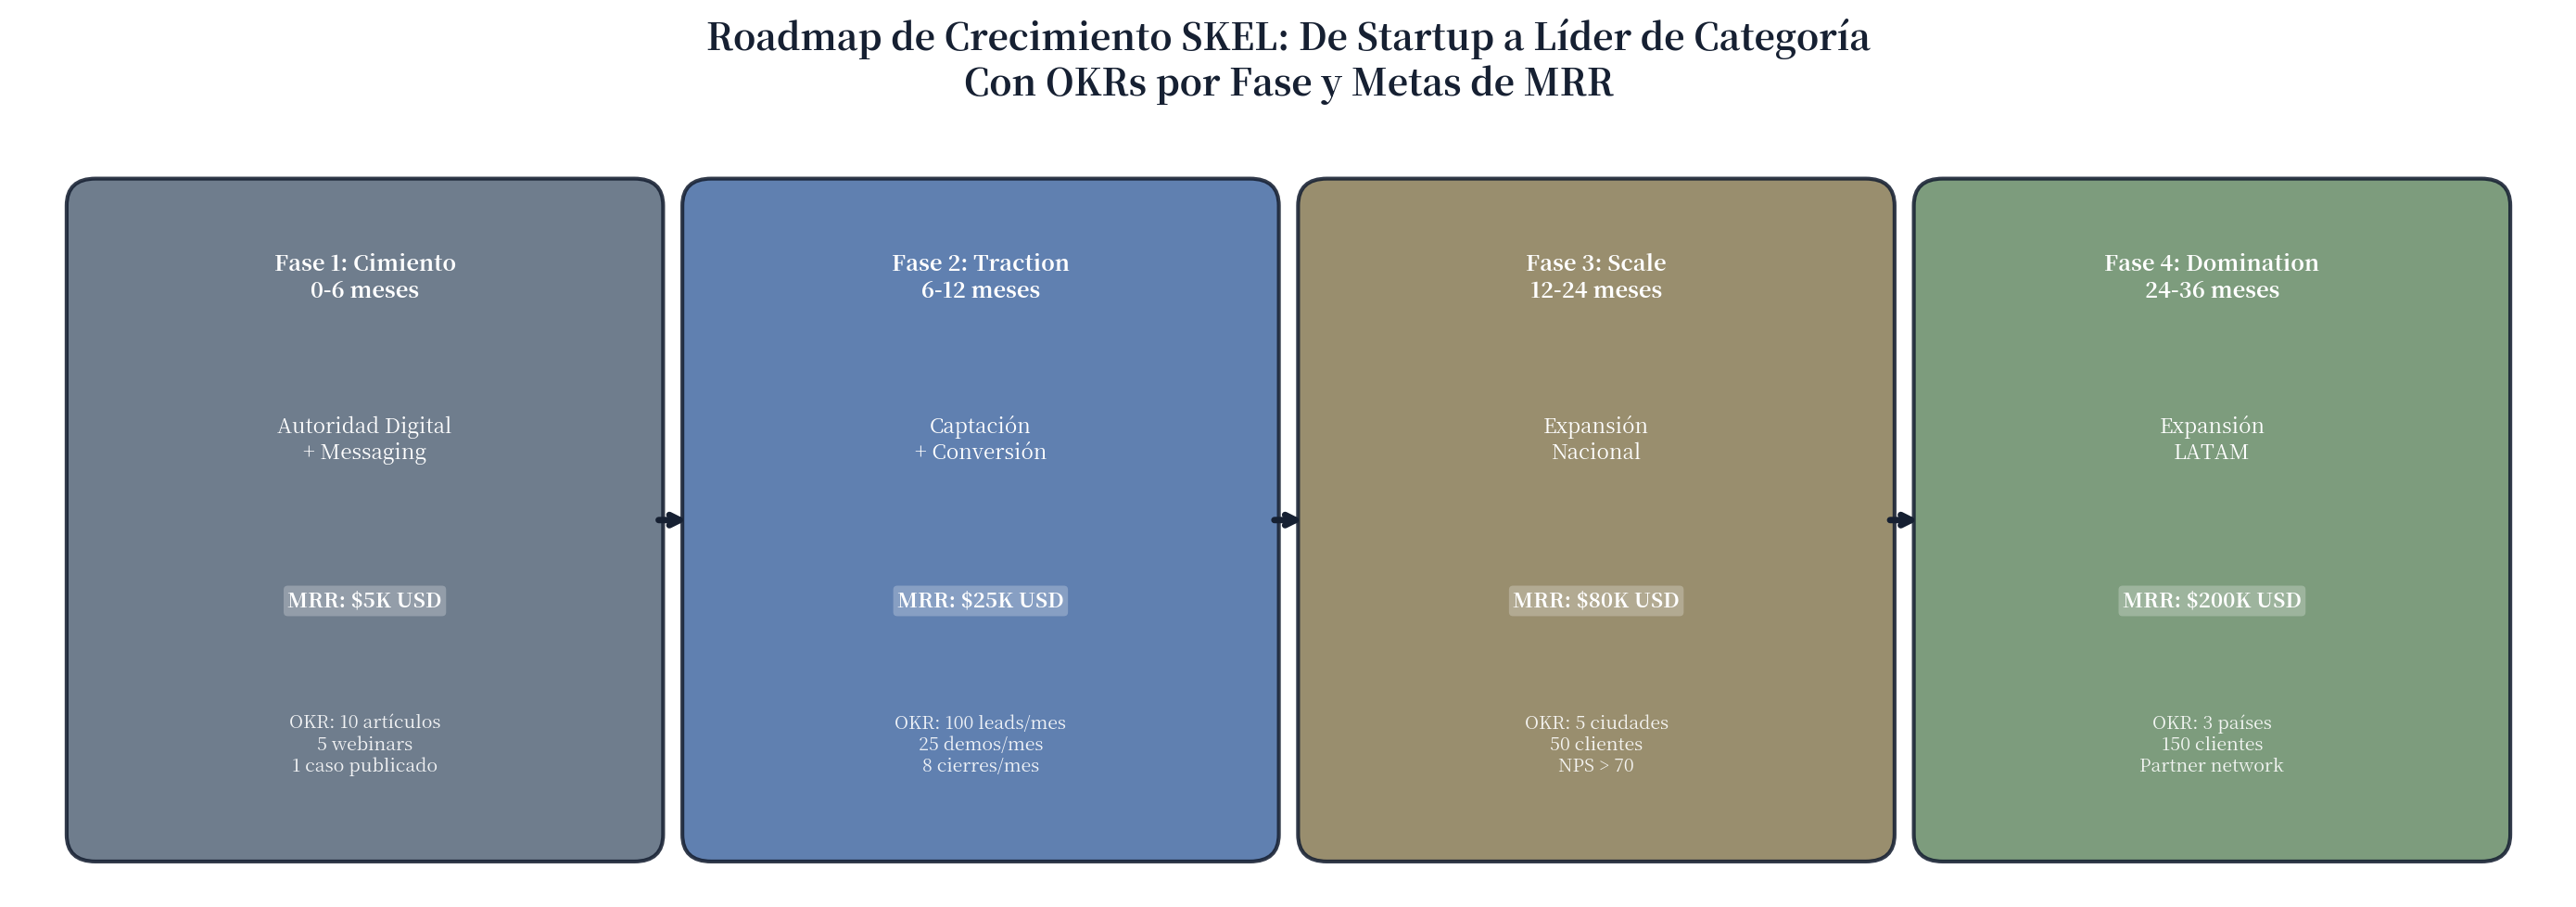 Roadmap de Crecimiento SKEL: De Startup a Líder de Categoría
Con OKRs por Fase y Metas de MRR
Fase 1: Cimiento
0-6 meses
Autoridad Digital
+ Messaging
MRR: $5K USD
OKR: 10 artículos
5 webinars
1 caso publicado
Fase 2: Traction
6-12 meses
Captación
+ Conversión
MRR: $25K USD
OKR: 100 leads/mes
25 demos/mes
8 cierres/mes
Fase 3: Scale
12-24 meses
Expansión
Nacional
MRR: $80K USD
OKR: 5 ciudades
50 clientes
NPS > 70
Fase 4: Domination
24-36 meses
Expansión
LATAM
MRR: $200K USD
OKR: 3 países
150 clientes
Partner network